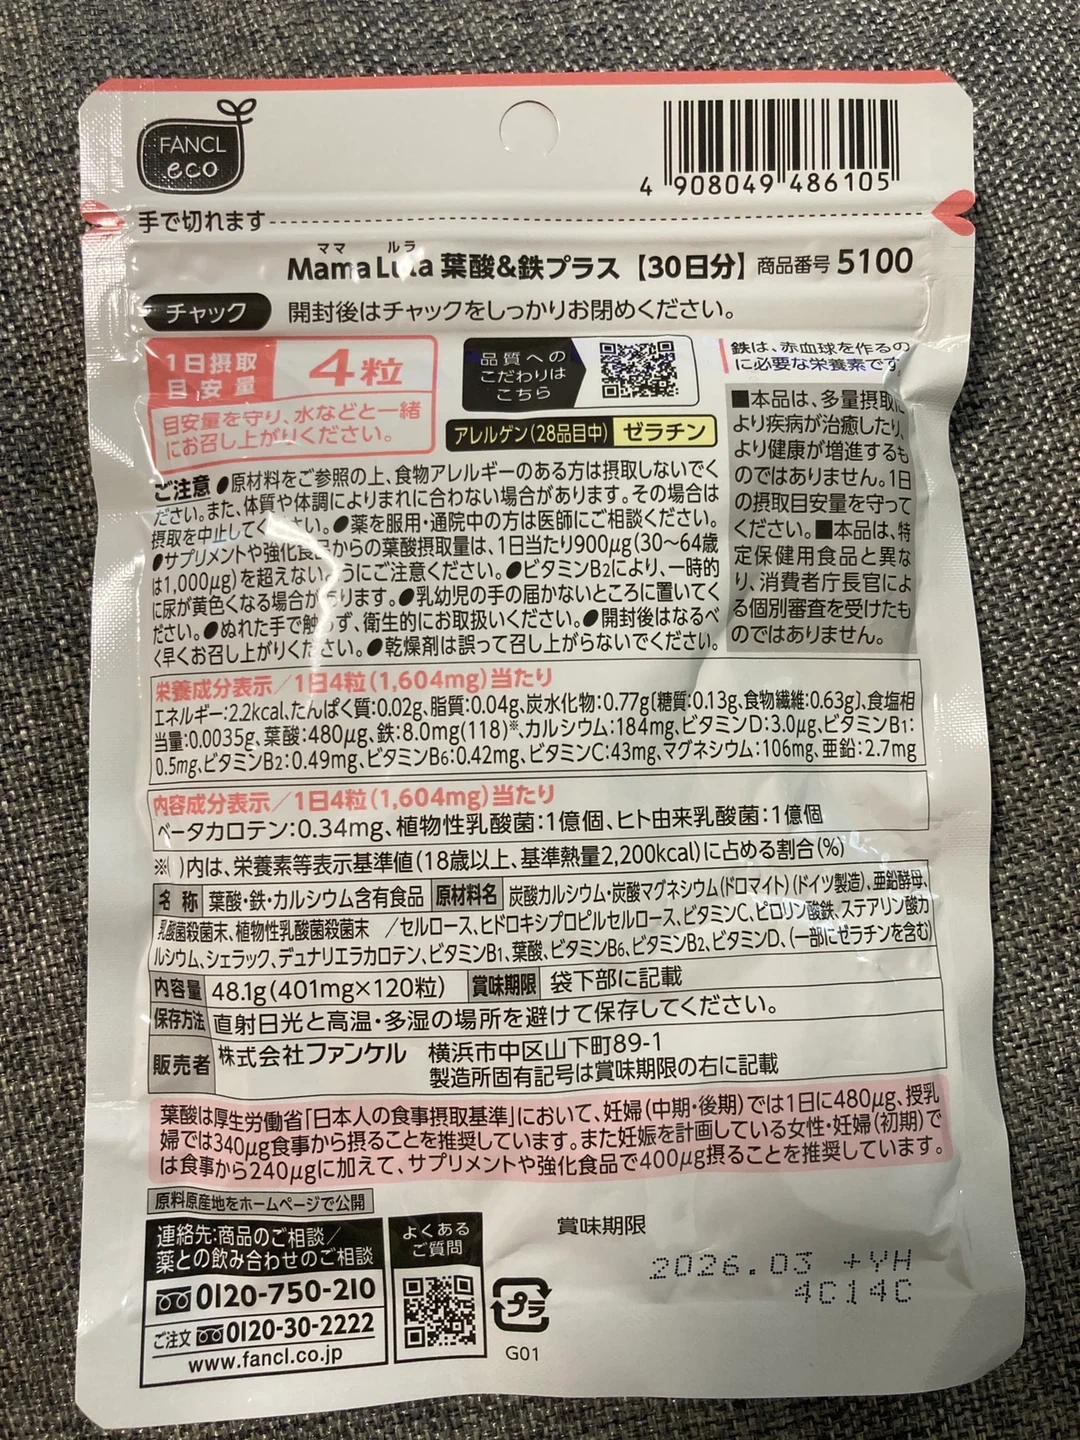 FANCL
eco
4 908049 486105
手で切れます
ママ ルラ
Mama Lula 葉酸&鉄プラス【30日分】商品番号 5100
チャック 開封後はチャックをしっかりお閉めください。
1日摂取
目安量
4粒
目安量を守り、水などと一緒
にお召し上がりください。
品質への
こだわりは
こちら
アレルゲン(28品目中) ゼラチン
鉄は、赤血球を作るの
に必要な栄養素です
■本品は、多量摂取に
より疾病が治癒したり、
より健康が増進するも
のではありません。1日
の摂取目安量を守って
ください。■本品は、特
定保健用食品と異な
り、消費者庁長官によ
る個別審査を受けたも
のではありません。
ご注意 ●原材料をご参照の上、食物アレルギーのある方は摂取しないでく
ださい。また、体質や体調によりまれに合わない場合があります。その場合は
摂取を中止してください。●薬を服用・通院中の方は医師にご相談ください。
●サプリメントや強化食品からの葉酸摂取量は、1日当たり900μg(30~64歳
は1,000μg)を超えないようにご注意ください。●ビタミンB2により、一時的
に尿が黄色くなる場合があります。●乳幼児の手の届かないところに置いてく
ださい。●ぬれた手で触らず、衛生的にお取扱いください。●開封後はなるべ
く早くお召し上がりください。●乾燥剤は誤って召し上がらないでください。
栄養成分表示/1日4粒(1,604mg)当たり
エネルギー:2.2kcal、たんぱく質:0.02g、脂質:0.04g、炭水化物:0.77g〔糖質:0.13g、食物繊維:0.63g〕、食塩相
当量:0.0035g、葉酸:480μg、鉄:8.0mg(118)※、カルシウム:184mg、ビタミンD:3.0μg、ビタミンB1:
0.5mg、ビタミンB2:0.49mg、ビタミンB6:0.42mg、ビタミンC:43mg、マグネシウム:106mg、亜鉛:2.7mg
内容成分表示/1日4粒(1,604mg)当たり
ベータカロテン:0.34mg、植物性乳酸菌:1億個、ヒト由来乳酸菌:1億個
※( )内は、栄養素等表示基準値(18歳以上、基準熱量2,200kcal)に占める割合(%)
名 称 葉酸・鉄・カルシウム含有食品 原材料名 炭酸カルシウム・炭酸マグネシウム(ドロマイト)(ドイツ製造)、亜鉛酵母、
乳酸菌殺菌末、植物性乳酸菌殺菌末 /セルロース、ヒドロキシプロピルセルロース、ビタミンC、ピロリン酸鉄、ステアリン酸カ
ルシウム、シェラック、デュナリエラカロテン、ビタミンB1、葉酸、ビタミンB6、ビタミンB2、ビタミンD、(一部にゼラチンを含む)
内容量 48.1g(401mg×120粒) 賞味期限 袋下部に記載
保存方法 直射日光と高温・多湿の場所を避けて保存してください。
販売者 株式会社ファンケル 横浜市中区山下町89-1
製造所固有記号は賞味期限の右に記載
葉酸は厚生労働省「日本人の食事摂取基準」において、妊婦(中期・後期)では1日に480μg、授乳
婦では340μg食事から摂ることを推奨しています。また妊娠を計画している女性・妊婦(初期)で
は食事から240μgに加えて、サプリメントや強化食品で400μg摂ることを推奨しています。
原料原産地をホームページで公開
連絡先:商品のご相談/
薬との飲み合わせのご相談
0120-750-210
ご注文 0120-30-2222
www.fancl.co.jp
よくある
ご質問
プラ
G01
賞味期限
2026.03 +YH
4C14C